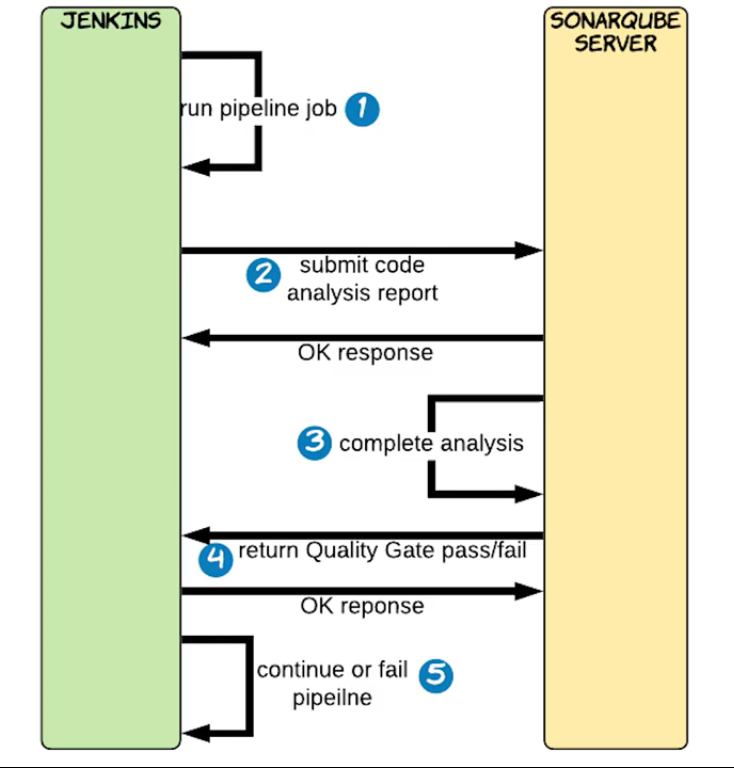 JENKINS
SONARQUBE
SERVER
run pipeline job 1
2 submit code
analysis report
OK response
3 complete analysis
4 return Quality Gate pass/fail
OK reponse
continue or fail 5
pipeilne